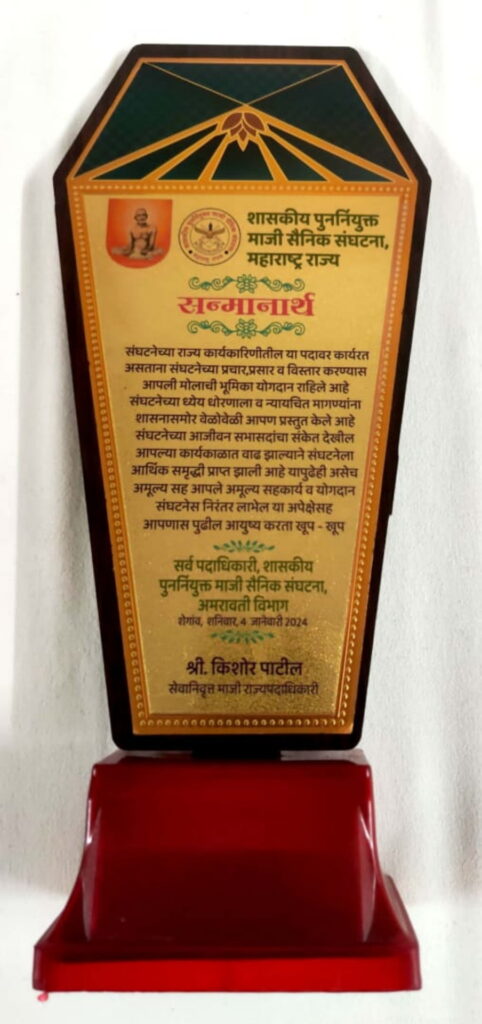 शासकीय पुनर्नियुक्त
माजी सैनिक संघटना,
महाराष्ट्र राज्य
सन्मानार्थ
संघटनेच्या राज्य कार्यकारिणीतील या पदावर कार्यरत
असताना संघटनेच्या प्रचार,प्रसार व विस्तार करण्यास
आपली मोलाची भूमिका योगदान राहिले आहे
संघटनेच्या ध्येय धोरणाला व न्यायचित मागण्यांना
शासनासमोर वेळोवेळी आपण प्रस्तुत केले आहे
संघटनेच्या आजीवन सभासदांचा संकेत देखील
आपल्या कार्यकाळात वाढ झाल्याने संघटनेला
आर्थिक समृद्धी प्राप्त झाली आहे यापुढेही असेच
अमूल्य सह आपले अमूल्य सहकार्य व योगदान
संघटनेस निरंतर लाभेल या अपेक्षेसह
आपणास पुढील आयुष्य करता खूप - खूप
सर्व पदाधिकारी, शासकीय
पुनर्नियुक्त माजी सैनिक संघटना,
अमरावती विभाग
शेगांव, शनिवार, 4 जानेवारी 2024
श्री. किशोर पाटील
सेवानिवृत्त माजी राज्यपदाधिकारी